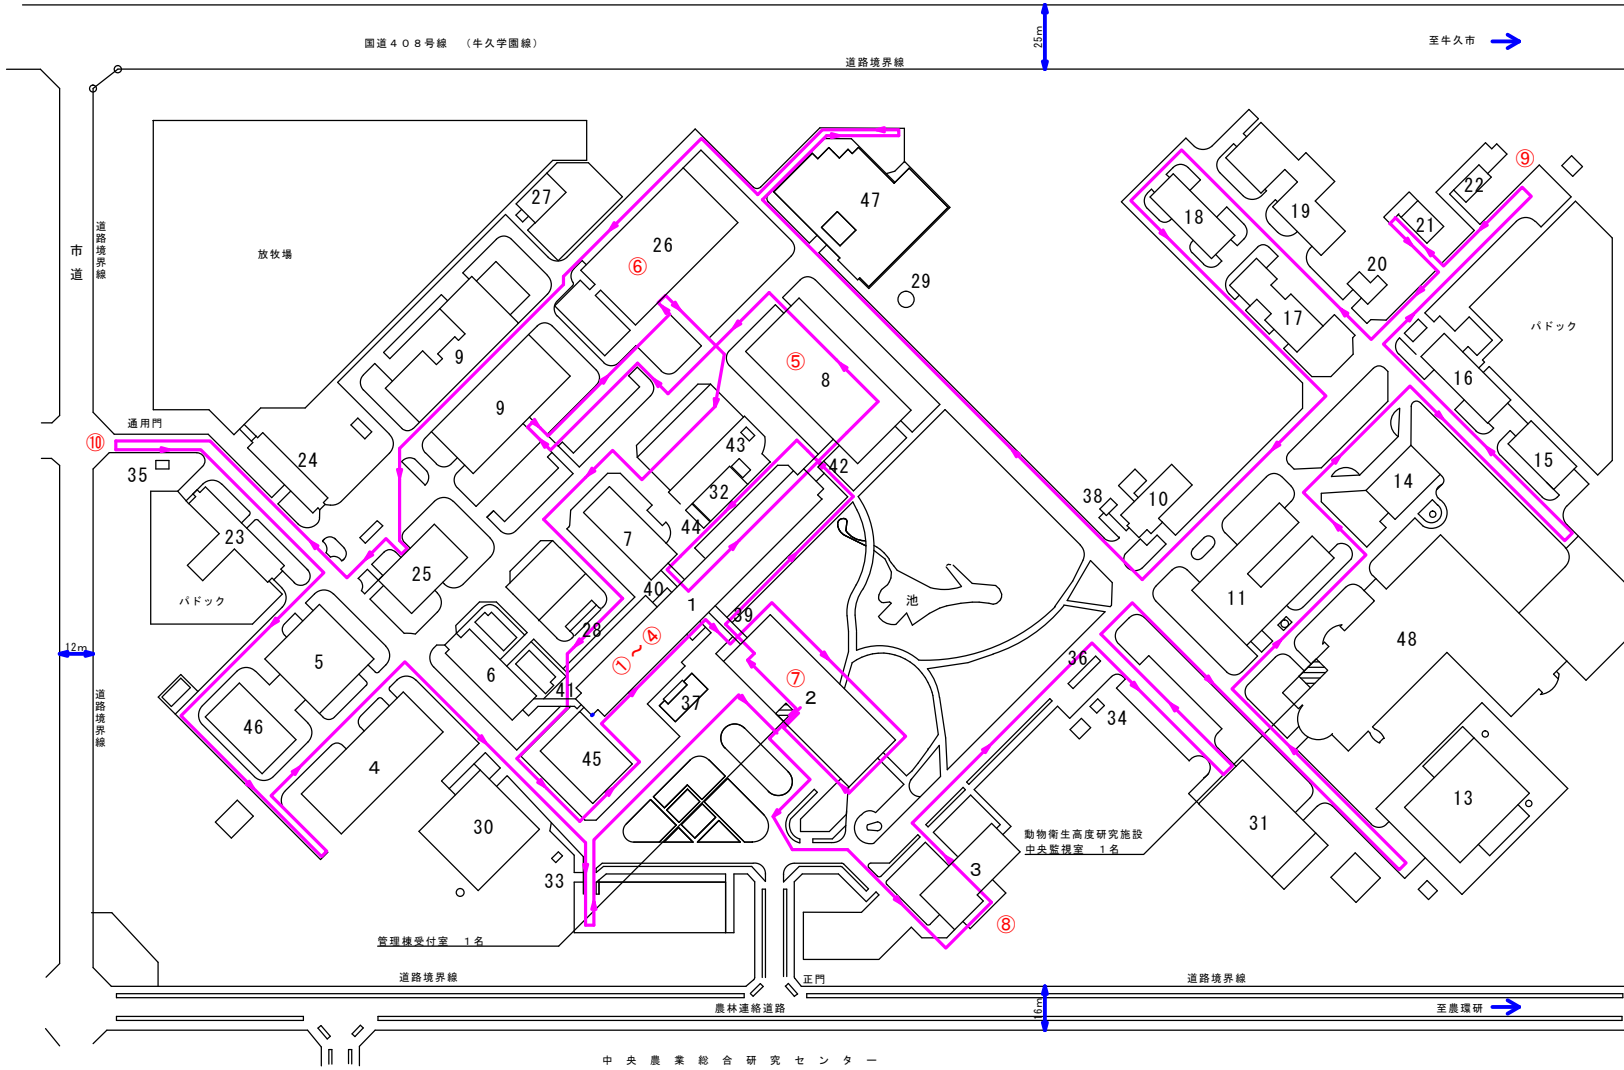 国道４０８号線　（牛久学園線）
25m
至牛久市
道路境界線
27
47
⑨
22
21
18
19
道路境界線
市道
放牧場
26
⑥
20
29
17
パドック
9
⑤
8
16
9
通用門
⑩
24
35
43
42
32
15
14
38
10
44
7
23
25
40
1
39
池
11
パドック
28
①～④
12m
5
6
41
37
⑦
2
36
48
34
道路境界線
46
45
4
13
30
31
動物衛生高度研究施設
中央監視室　１名
33
3
⑧
管理棟受付室　１名
道路境界線
正門
道路境界線
16m
農林連絡道路
至農環研
中央農業総合研究センター